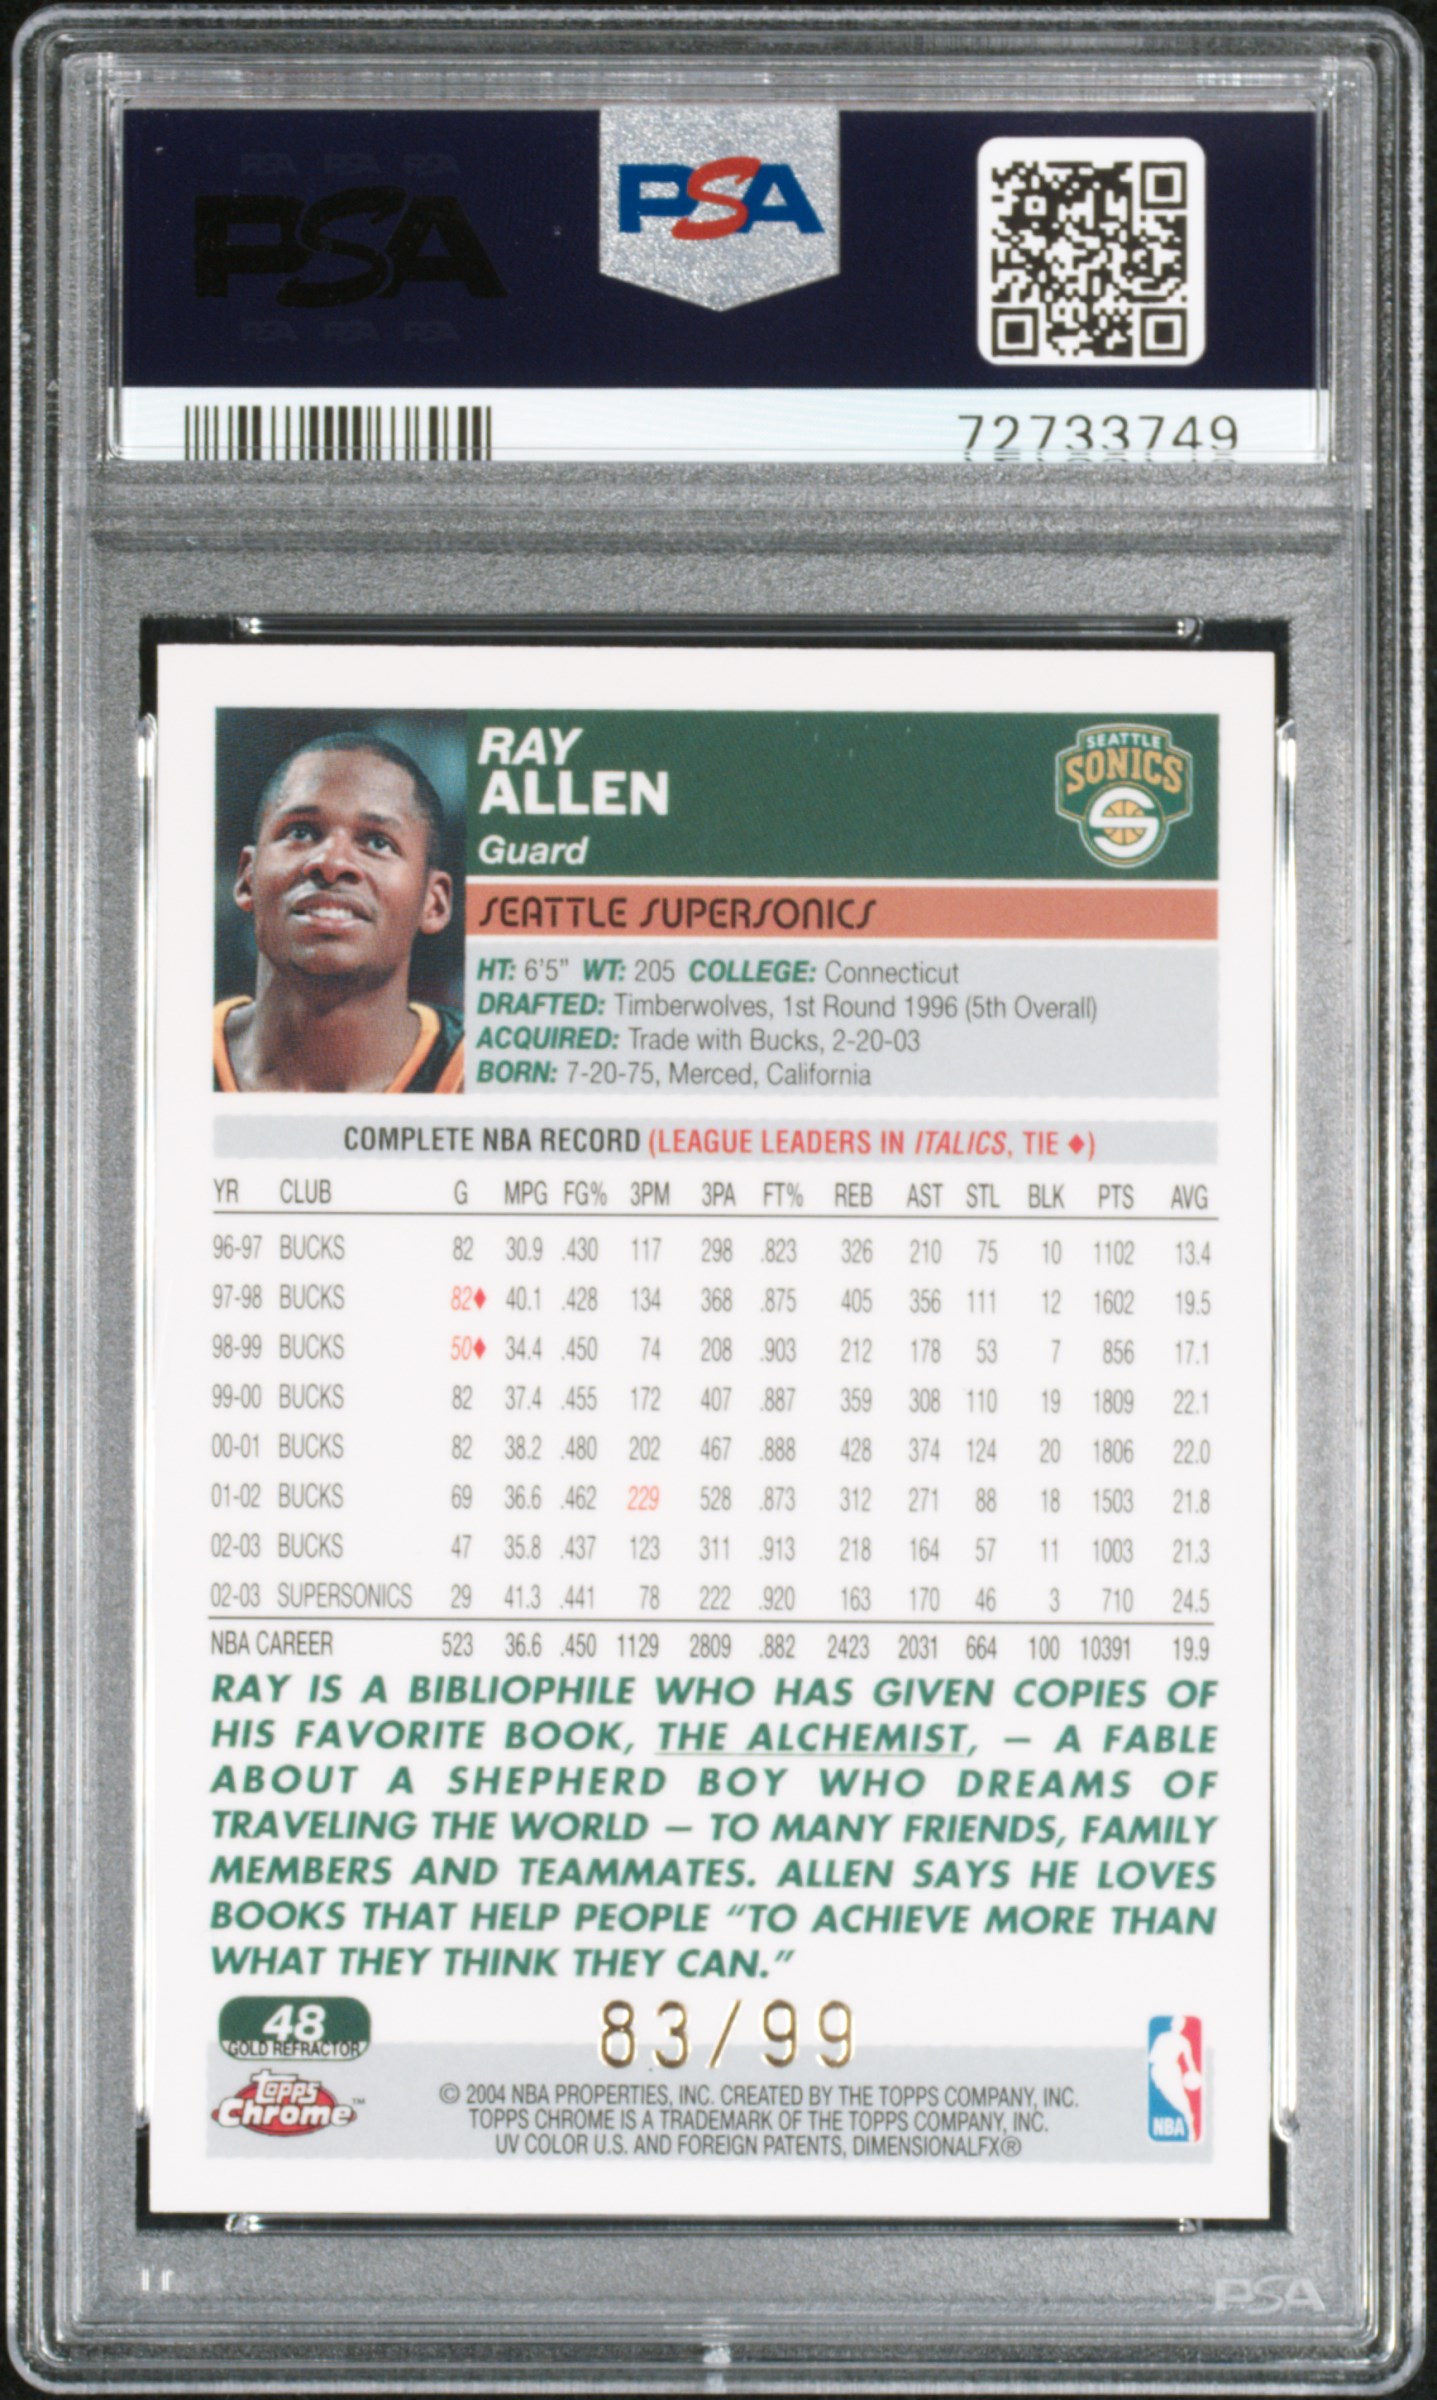 PSA PSA PSA
PSA
PSA PSA PSA
PSA
72733749
RAY
ALLEN
Guard
SEATTLE
SONICS
SEATTLE SUPERSONICS
HT: 6'5" WT: 205 COLLEGE: Connecticut
DRAFTED: Timberwolves, 1st Round 1996 (5th Overall)
ACQUIRED: Trade with Bucks, 2-20-03
BORN: 7-20-75, Merced, California
COMPLETE NBA RECORD (LEAGUE LEADERS IN ITALICS, TIE ♦)
YR CLUB G MPG FG% 3PM 3PA FT% REB AST STL BLK PTS AVG
96-97 BUCKS 82 30.9 .430 117 298 .823 326 210 75 10 1102 13.4
97-98 BUCKS 82♦ 40.1 .428 134 368 .875 405 356 111 12 1602 19.5
98-99 BUCKS 50♦ 34.4 .450 74 208 .903 212 178 53 7 856 17.1
99-00 BUCKS 82 37.4 .455 172 407 .887 359 308 110 19 1809 22.1
00-01 BUCKS 82 38.2 .480 202 467 .888 428 374 124 20 1806 22.0
01-02 BUCKS 69 36.6 .462 229 528 .873 312 271 88 18 1503 21.8
02-03 BUCKS 47 35.8 .437 123 311 .913 218 164 57 11 1003 21.3
02-03 SUPERSONICS 29 41.3 .441 78 222 .920 163 170 46 3 710 24.5
NBA CAREER 523 36.6 .450 1129 2809 .882 2423 2031 664 100 10391 19.9
RAY IS A BIBLIOPHILE WHO HAS GIVEN COPIES OF
HIS FAVORITE BOOK, THE ALCHEMIST, — A FABLE
ABOUT A SHEPHERD BOY WHO DREAMS OF
TRAVELING THE WORLD — TO MANY FRIENDS, FAMILY
MEMBERS AND TEAMMATES. ALLEN SAYS HE LOVES
BOOKS THAT HELP PEOPLE "TO ACHIEVE MORE THAN
WHAT THEY THINK THEY CAN."
48
GOLD REFRACTOR
83/99
Topps
Chrome™
© 2004 NBA PROPERTIES, INC. CREATED BY THE TOPPS COMPANY, INC.
TOPPS CHROME IS A TRADEMARK OF THE TOPPS COMPANY, INC.
UV COLOR U.S. AND FOREIGN PATENTS, DIMENSIONALFX®
NBA
PSA